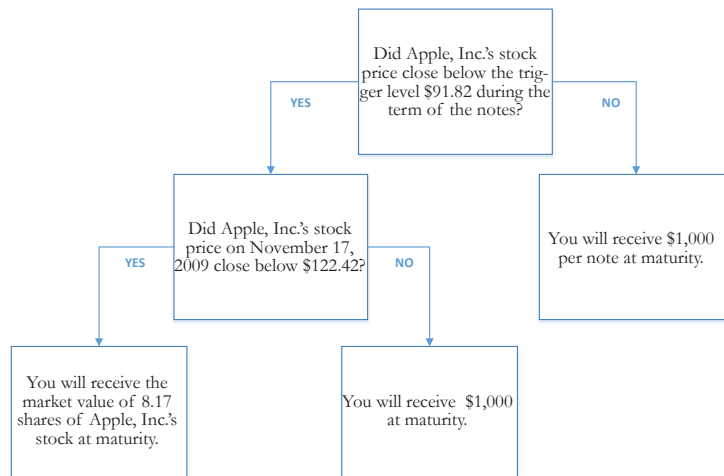 Did Apple, Inc.'s stock
price close below the trig-
ger level $91.82 during the
term of the notes?
YES
NO
Did Apple, Inc.'s stock
price on November 17,
2009 close below $122.42?
You will receive $1,000
per note at maturity.
YES
NO
You will receive the
market value of 8.17
shares of Apple, Inc.'s
stock at maturity.
You will receive $1,000
at maturity.